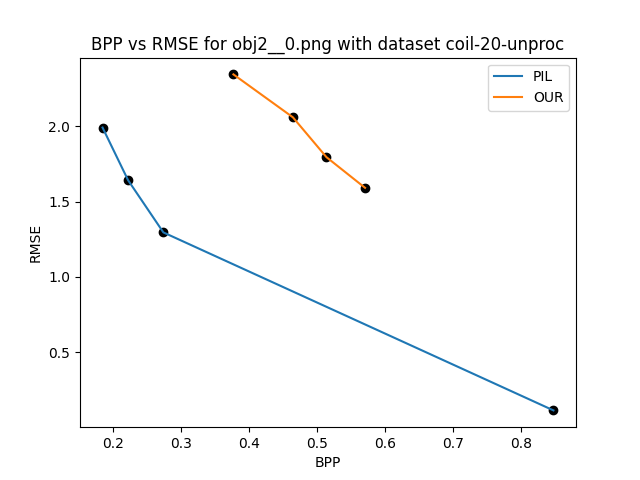 BPP vs RMSE for obj2__0.png with dataset coil-20-unproc
PIL
OUR
2.0
1.5
1.0
0.5
RMSE
0.2 0.3 0.4 0.5 0.6 0.7 0.8
BPP